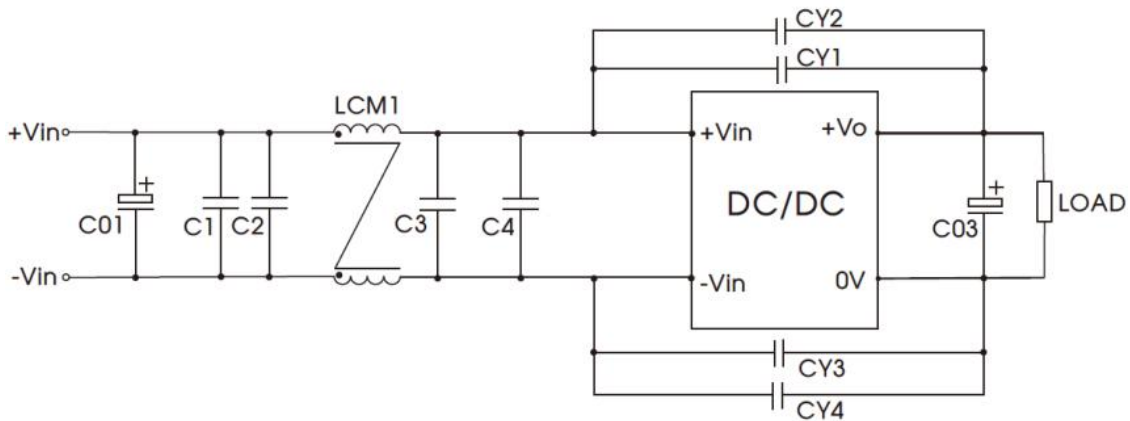 CY2
CY1
LCM1
+Vin
+Vin
+Vo
+
C01
C1
C2
C3
C4
DC/DC
+
C03
LOAD
-Vin
-Vin
0V
CY3
CY4